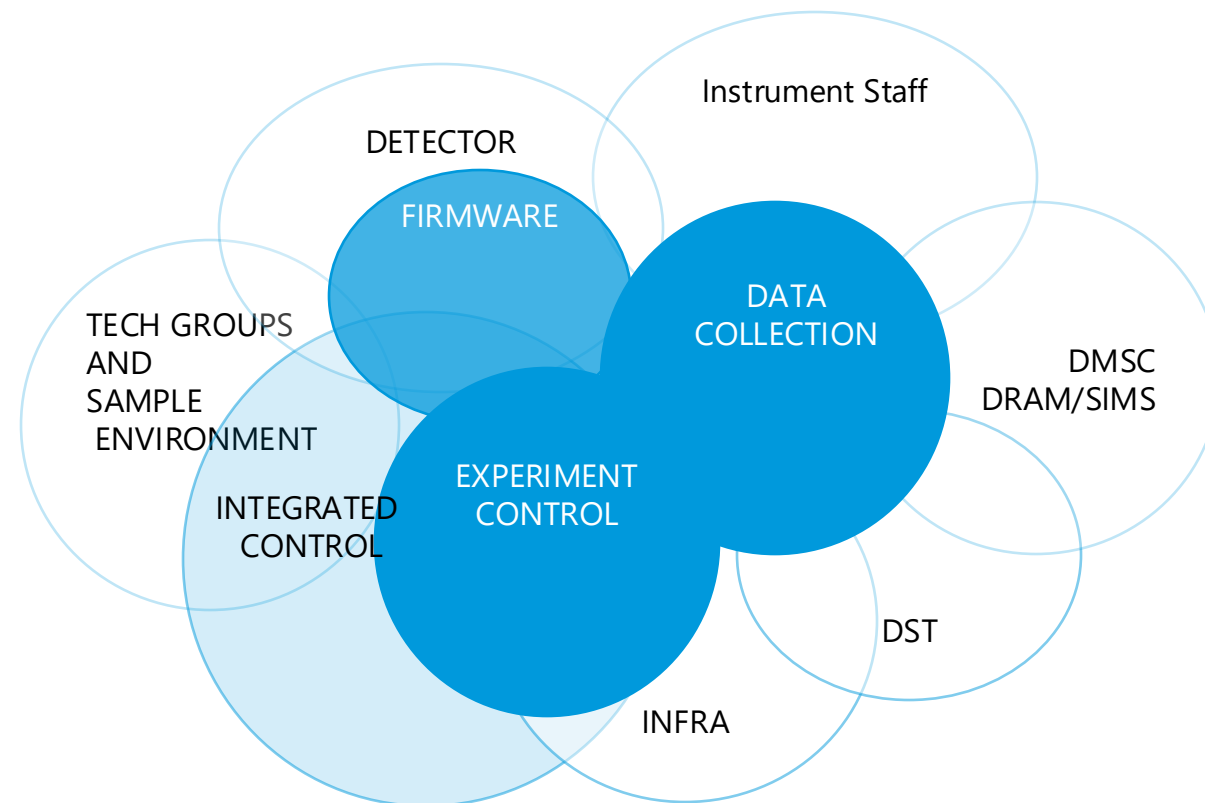 Instrument Staff
DETECTOR
FIRMWARE
DATA
COLLECTION
TECH GROUPS
AND
SAMPLE
ENVIRONMENT
DMSC
DRAM/SIMS
EXPERIMENT
CONTROL
INTEGRATED
CONTROL
DST
INFRA